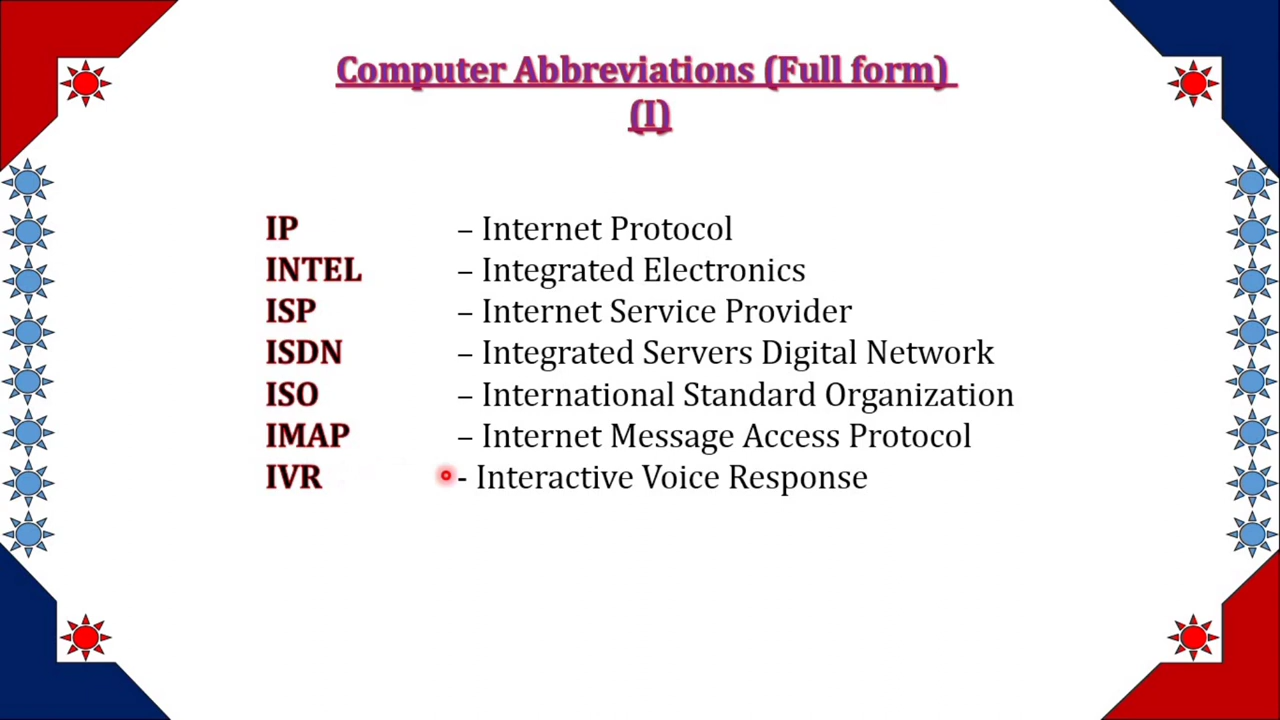 Computer Abbreviations (Full form)
(I)
IP – Internet Protocol
INTEL – Integrated Electronics
ISP – Internet Service Provider
ISDN – Integrated Servers Digital Network
ISO – International Standard Organization
IMAP – Internet Message Access Protocol
IVR - Interactive Voice Response